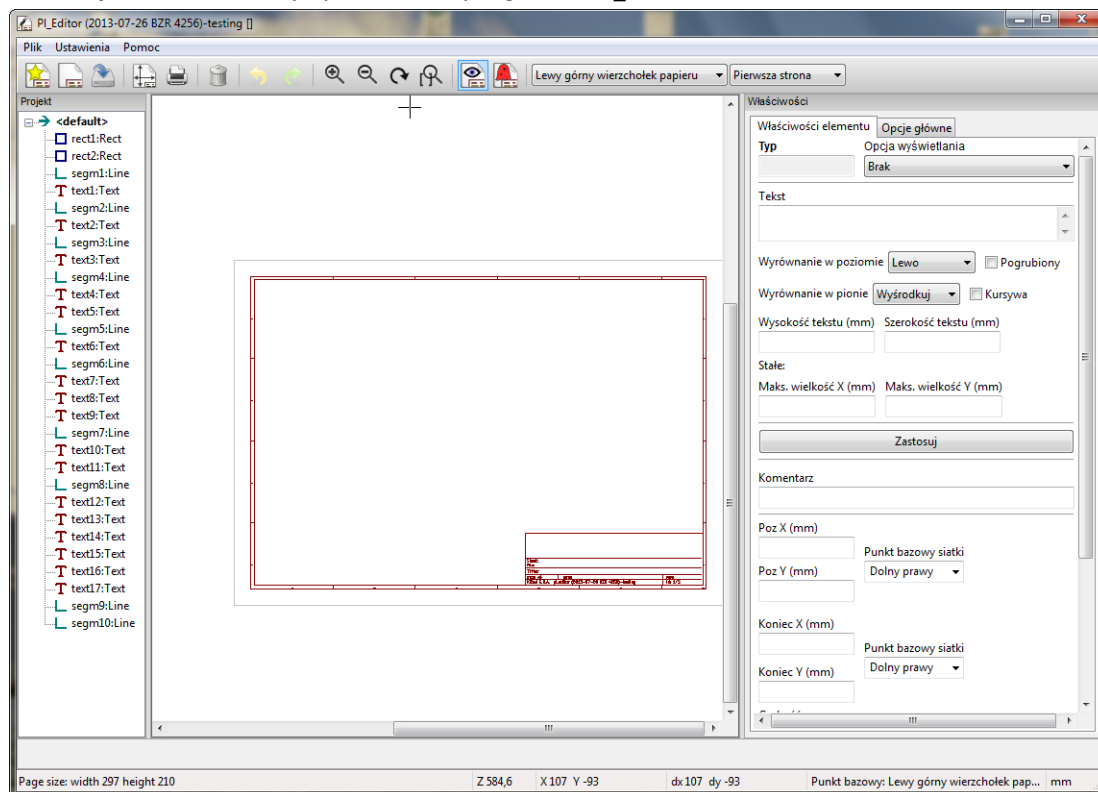 Pl_Editor (2013-07-26 BZR 4256)-testing []
Plik Ustawienia Pomoc
Lewy górny wierzchołek papieru Pierwsza strona
Projekt
<default>
rect1:Rect
rect2:Rect
segm1:Line
text1:Text
segm2:Line
text2:Text
segm3:Line
text3:Text
segm4:Line
text4:Text
text5:Text
segm5:Line
text6:Text
segm6:Line
text7:Text
text8:Text
text9:Text
segm7:Line
text10:Text
text11:Text
segm8:Line
text12:Text
text13:Text
text14:Text
text15:Text
text16:Text
text17:Text
segm9:Line
segm10:Line
Właściwości
Właściwości elementu Opcje główne
Typ Opcja wyświetlania
Brak
Tekst
Wyrównanie w poziomie Lewo Pogrubiony
Wyrównanie w pionie Wyśrodkuj Kursywa
Wysokość tekstu (mm) Szerokość tekstu (mm)
Stałe:
Maks. wielkość X (mm) Maks. wielkość Y (mm)
Zastosuj
Komentarz
Poz X (mm)
Punkt bazowy siatki
Poz Y (mm) Dolny prawy
Koniec X (mm)
Punkt bazowy siatki
Koniec Y (mm) Dolny prawy
Page size: width 297 height 210 Z 584,6 X 107 Y -93 dx 107 dy -93 Punkt bazowy: Lewy górny wierzchołek pap... mm